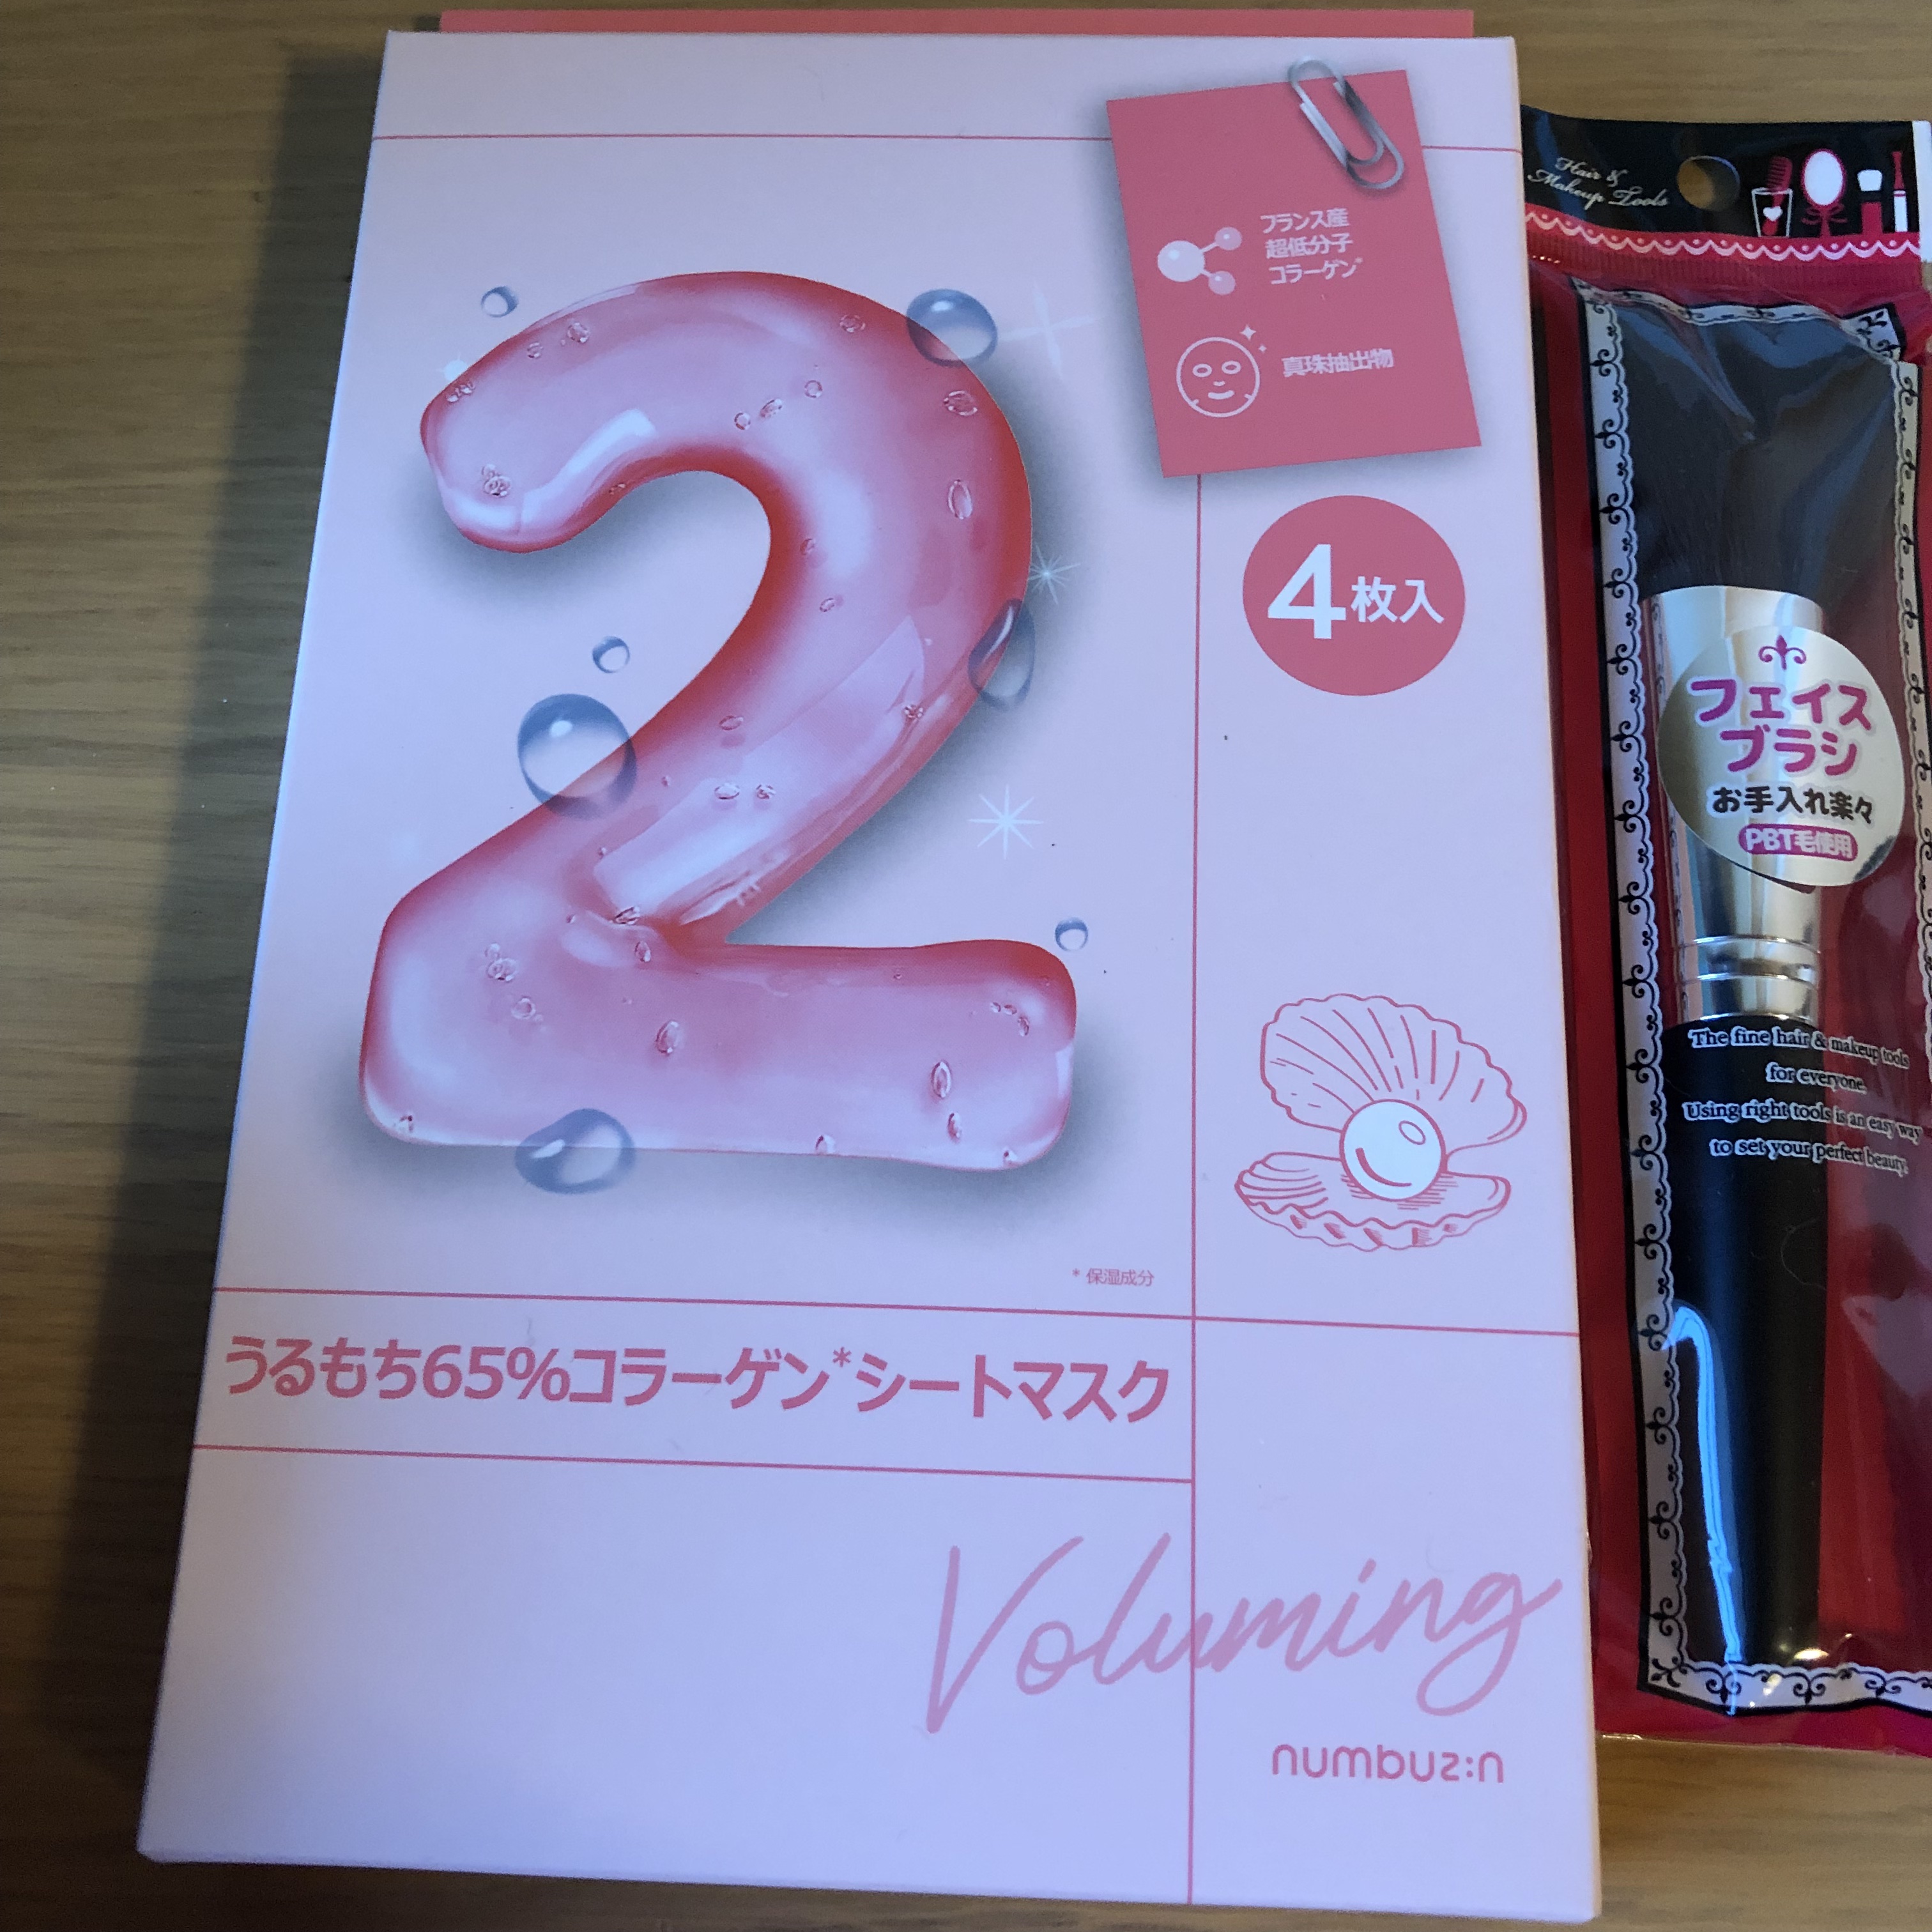 フランス産
超低分子
コラーゲン*
真珠抽出物
2
4枚入
* 保湿成分
うるもち65%コラーゲン*シートマスク
Voluming
numbuz:n
Hair &
Makeup Tools
フェイス
ブラシ
お手入れ楽々
PBT毛使用
The fine hair & makeup tools
for everyone.
Using right tools is an easy way
to set your perfect beauty.